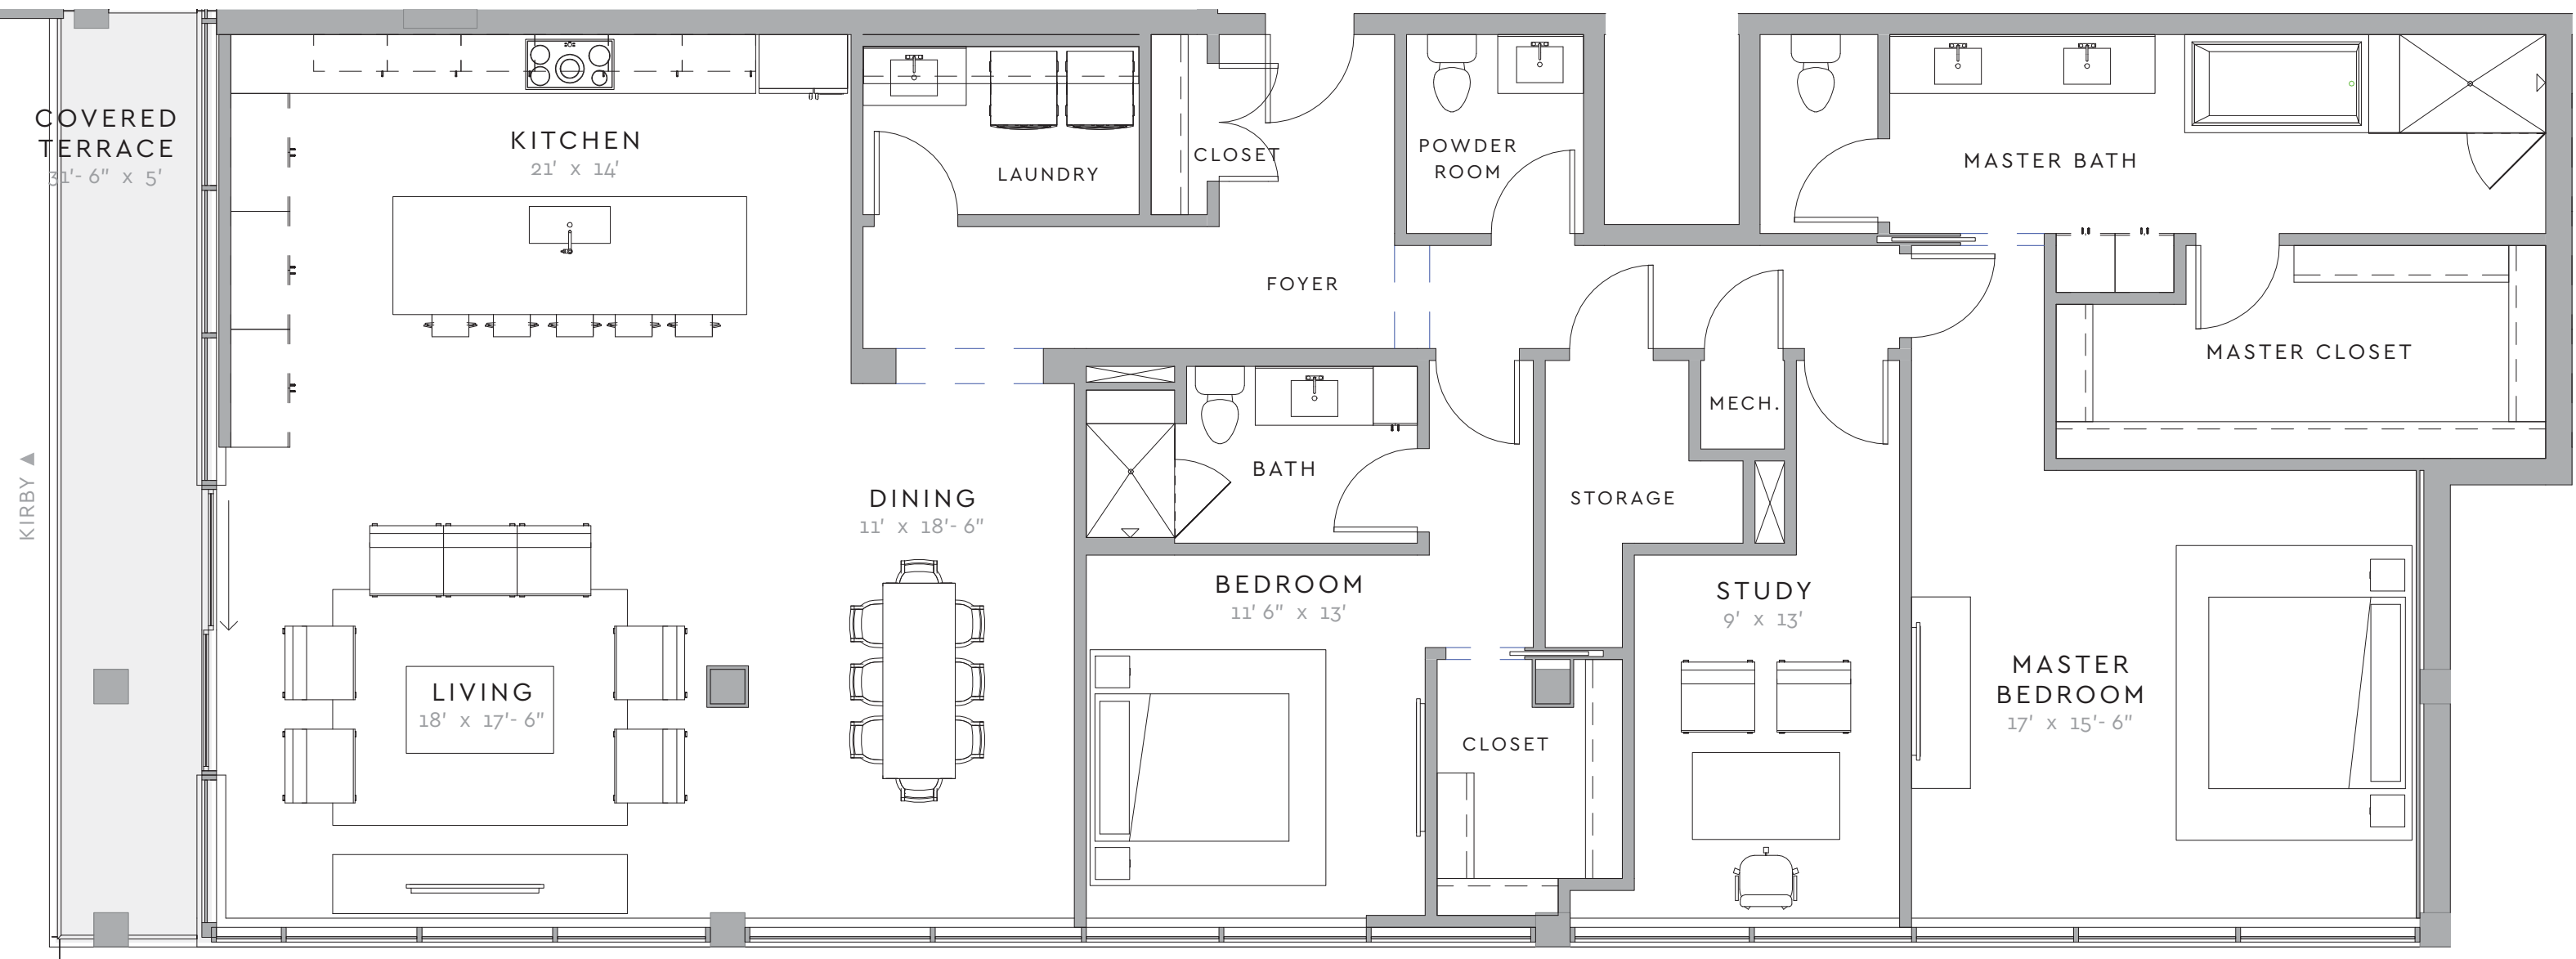 COVERED
TERRACE
31'- 6" x 5'
KIRBY ▲
KITCHEN
21' x 14'
LAUNDRY
CLOSET
POWDER
ROOM
MASTER BATH
FOYER
MASTER CLOSET
MECH.
BATH
STORAGE
DINING
11' x 18'- 6"
BEDROOM
11' 6" x 13'
STUDY
9' x 13'
LIVING
18' x 17'- 6"
CLOSET
MASTER
BEDROOM
17' x 15'- 6"